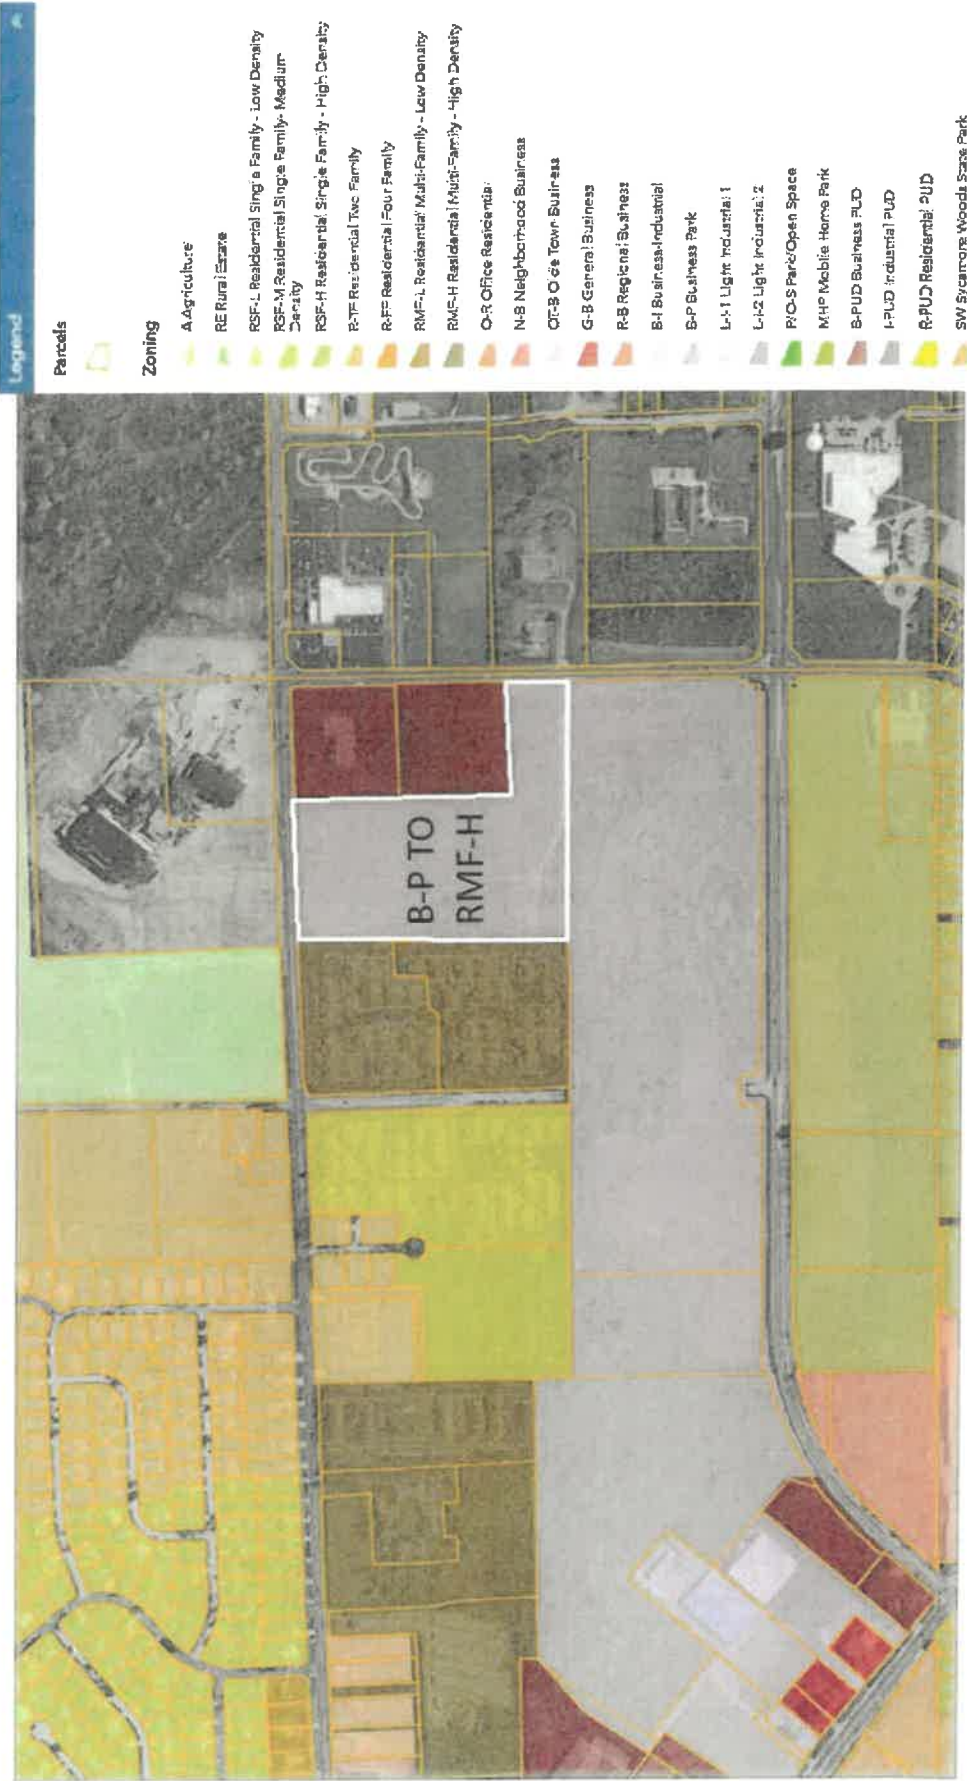 Legend
Parcels
Zoning
A Agriculture
RE Rural Estate
RSF-L Residential Single Family - Low Density
RSF-M Residential Single Family- Medium
Density
RSF-H Residential Single Family - High Density
R-TF Residential Two Family
R-FF Residential Four Family
RMF-L Residential Multi-Family - Low Density
RMF-H Residential Multi-Family - High Density
O-R Office Residential
N-B Neighborhood Business
OT-B Olde Town Business
G-B General Business
R-B Regional Business
B-I Business-Industrial
B-P Business Park
L-I-1 Light Industrial 1
L-I-2 Light Industrial 2
P/O-S Park/Open Space
MHP Mobile Home Park
B-PUD Business PUD
I-PUD Industrial PUD
R-PUD Residential PUD
SW Sycamore Woods State Park
B-P TO
RMF-H